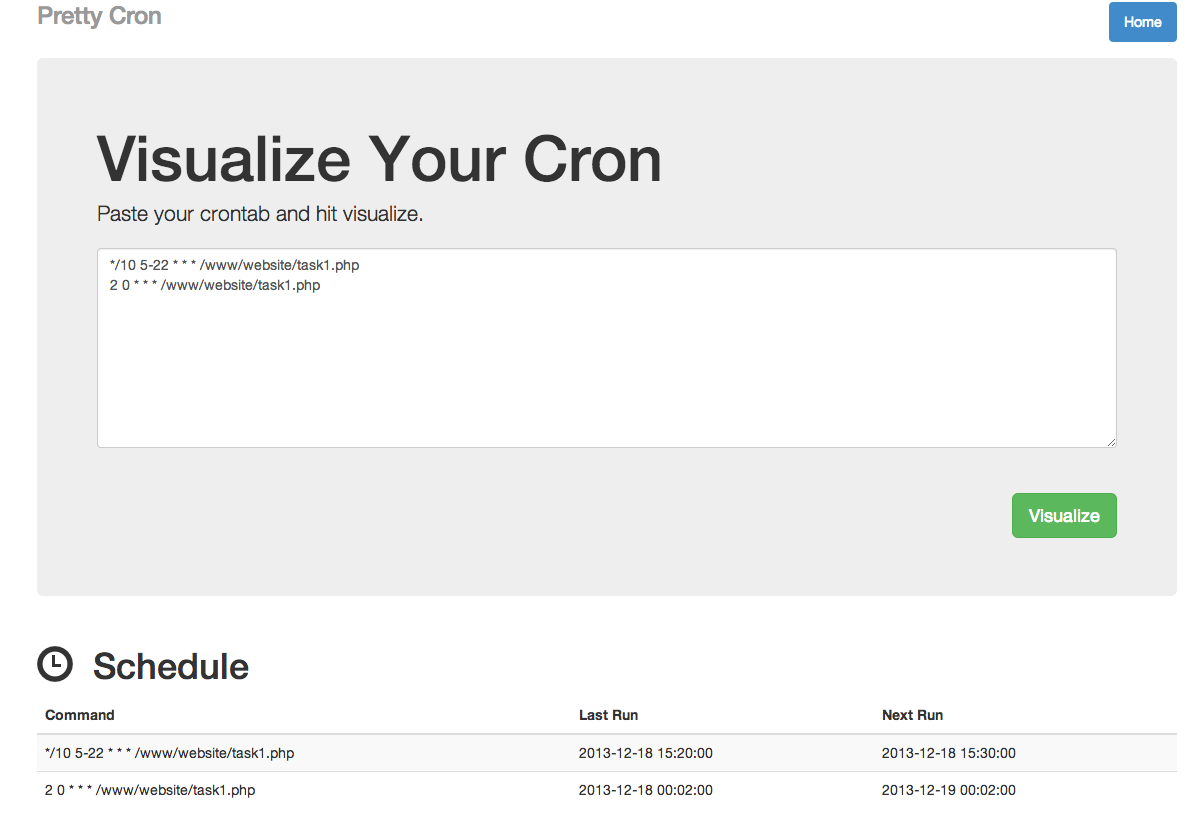 Pretty Cron
Home
Visualize Your Cron
Paste your crontab and hit visualize.
*/10 5-22 * * * /www/website/task1.php
2 0 * * * /www/website/task1.php
Visualize
Schedule
Command Last Run Next Run
*/10 5-22 * * * /www/website/task1.php 2013-12-18 15:20:00 2013-12-18 15:30:00
2 0 * * * /www/website/task1.php 2013-12-18 00:02:00 2013-12-19 00:02:00